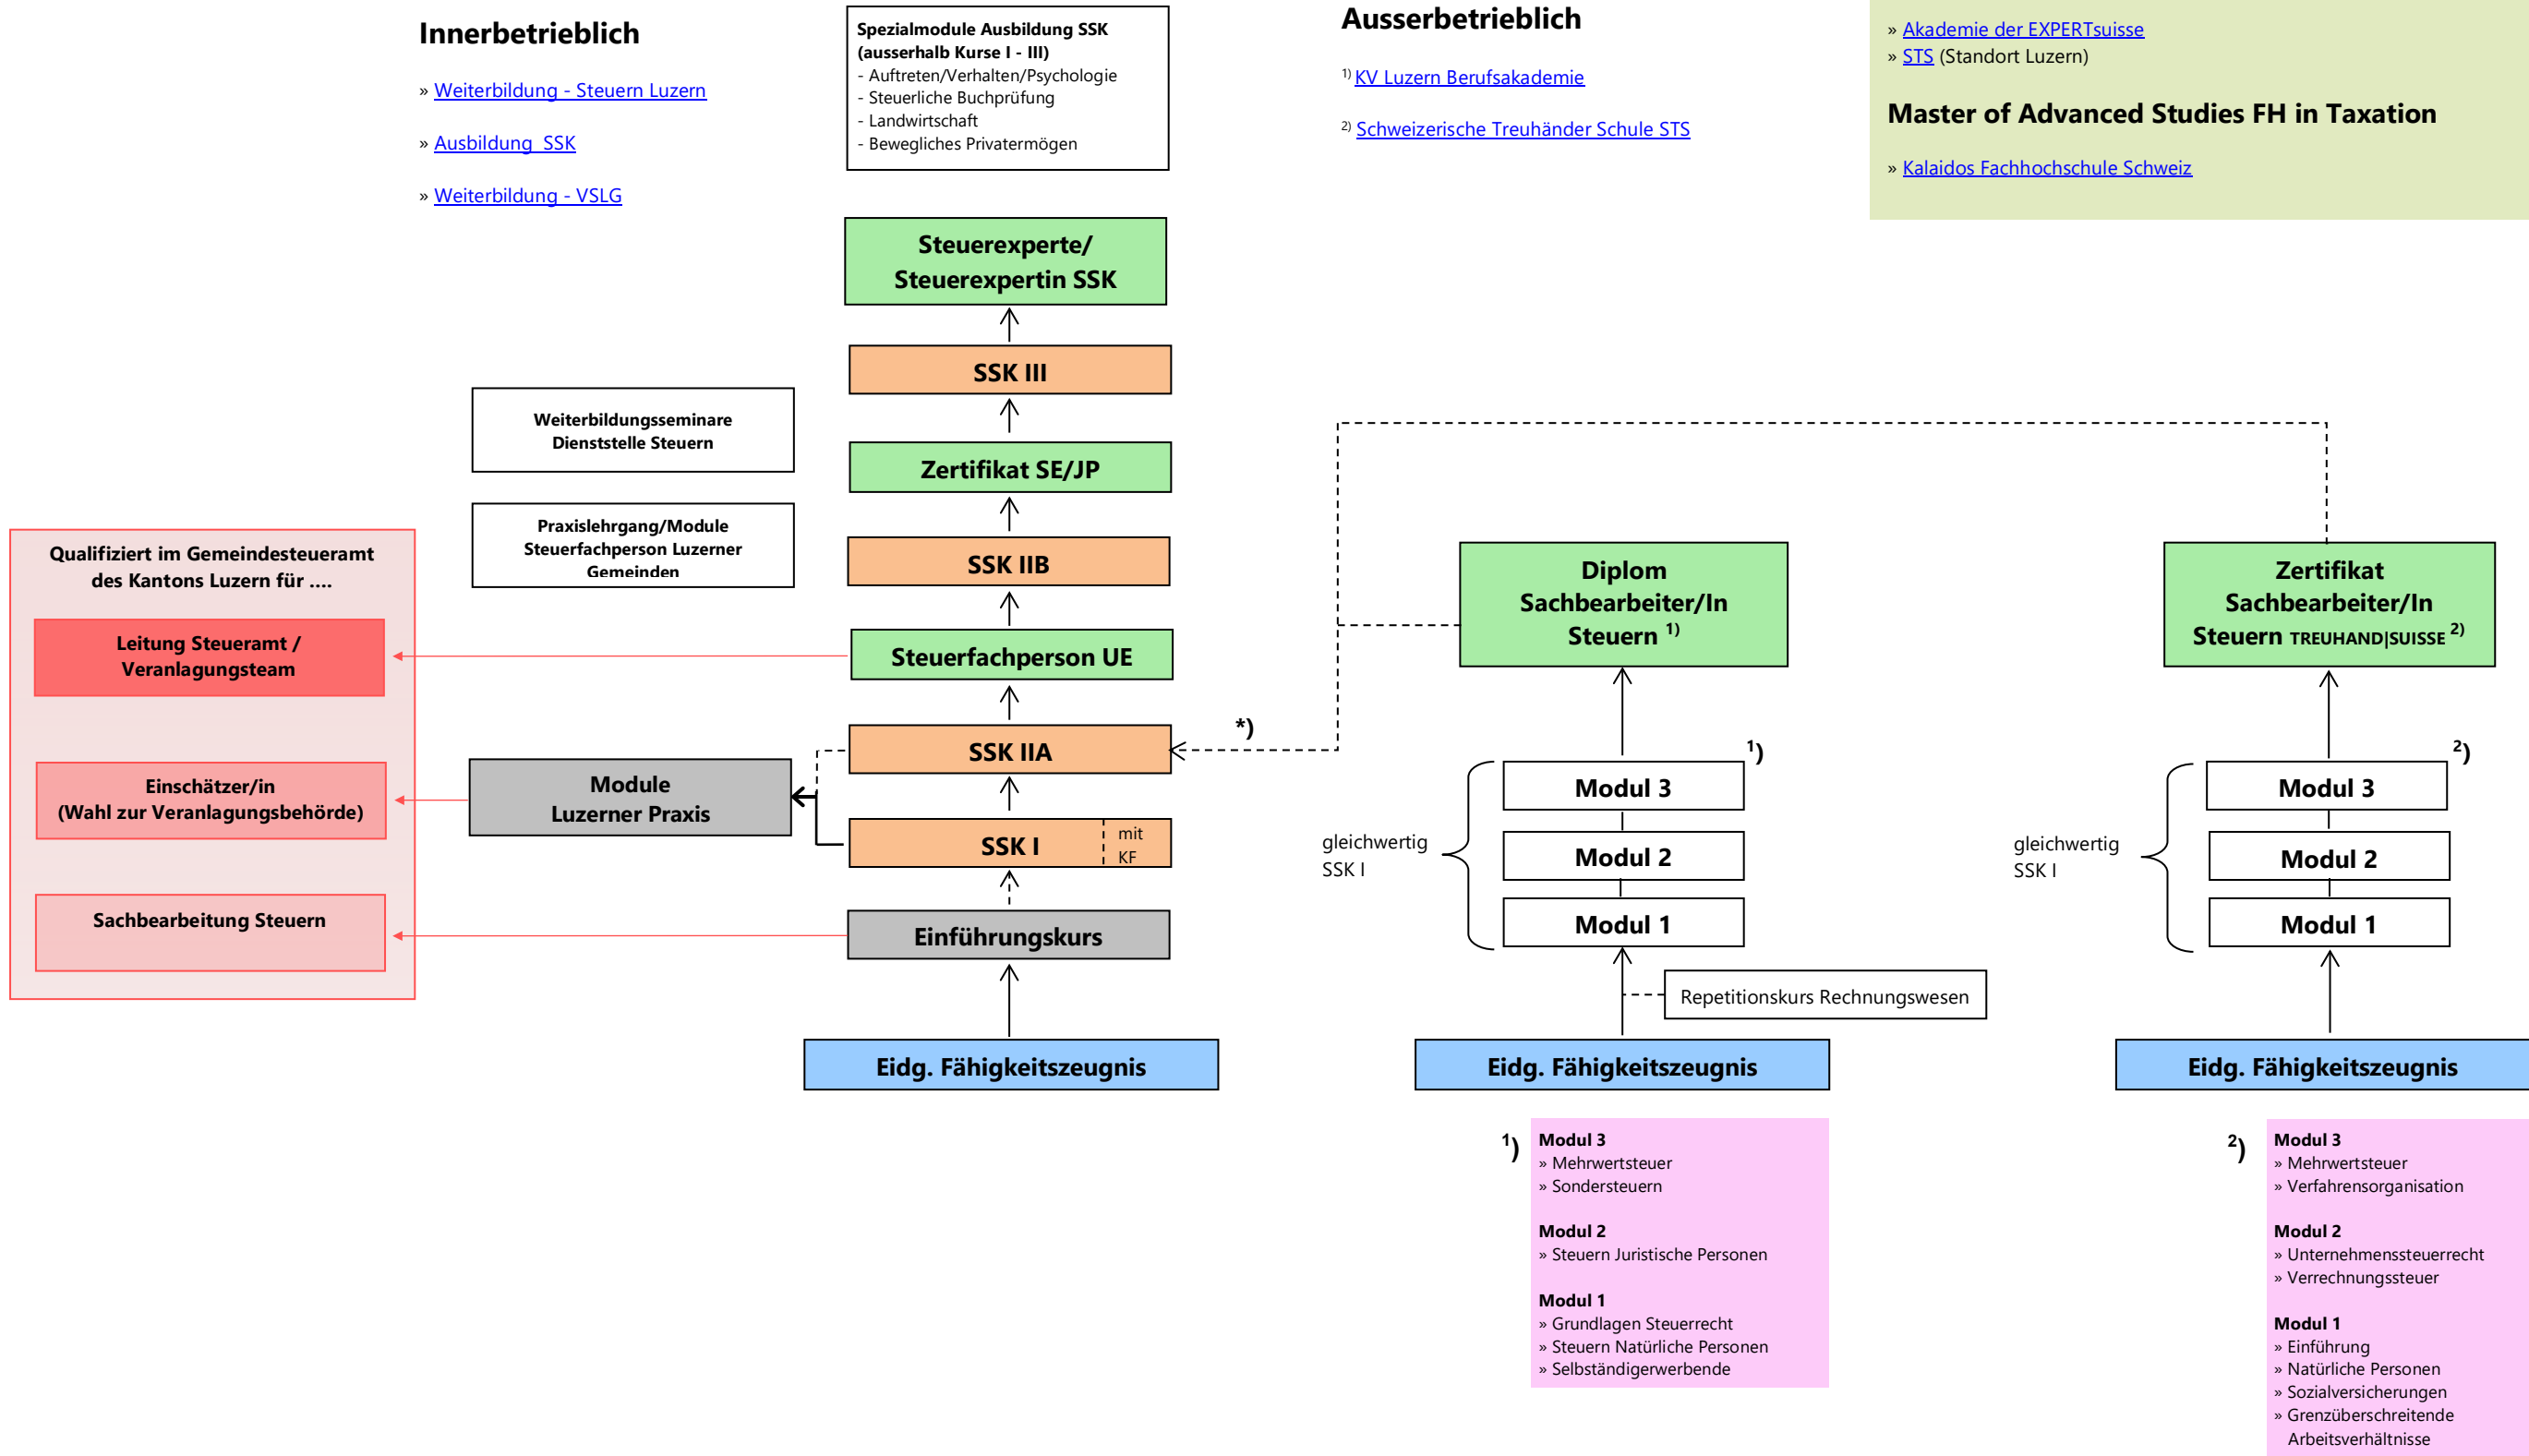 Innerbetrieblich
» Weiterbildung - Steuern Luzern
» Ausbildung  SSK
» Weiterbildung - VSLG
Spezialmodule Ausbildung SSK
(ausserhalb Kurse I - III)
- Auftreten/Verhalten/Psychologie
- Steuerliche Buchprüfung
- Landwirtschaft
- Bewegliches Privatermögen
Ausserbetrieblich
1) KV Luzern Berufsakademie
2) Schweizerische Treuhänder Schule STS
» Akademie der EXPERTsuisse
» STS (Standort Luzern)
Master of Advanced Studies FH in Taxation
» Kalaidos Fachhochschule Schweiz
Steuerexperte/
Steuerexpertin SSK
SSK III
Weiterbildungsseminare
Dienststelle Steuern
Zertifikat SE/JP
Praxislehrgang/Module
Steuerfachperson Luzerner
Gemeinden
SSK IIB
Qualifiziert im Gemeindesteueramt
des Kantons Luzern für ....
Leitung Steueramt /
Veranlagungsteam
Steuerfachperson UE
Einschätzer/in
(Wahl zur Veranlagungsbehörde)
Module
Luzerner Praxis
SSK IIA
*)
SSK I
mit
KF
Sachbearbeitung Steuern
Einführungskurs
Eidg. Fähigkeitszeugnis
Diplom
Sachbearbeiter/In
Steuern 1)
1)
Modul 3
gleichwertig
SSK I
Modul 2
Modul 1
Repetitionskurs Rechnungswesen
Eidg. Fähigkeitszeugnis
1)
Modul 3
» Mehrwertsteuer
» Sondersteuern
Modul 2
» Steuern Juristische Personen
Modul 1
» Grundlagen Steuerrecht
» Steuern Natürliche Personen
» Selbständigerwerbende
Zertifikat
Sachbearbeiter/In
Steuern TREUHAND|SUISSE 2)
2)
Modul 3
gleichwertig
SSK I
Modul 2
Modul 1
Eidg. Fähigkeitszeugnis
2)
Modul 3
» Mehrwertsteuer
» Verfahrensorganisation
Modul 2
» Unternehmenssteuerrecht
» Verrechnungssteuer
Modul 1
» Einführung
» Natürliche Personen
» Sozialversicherungen
» Grenzüberschreitende
Arbeitsverhältnisse